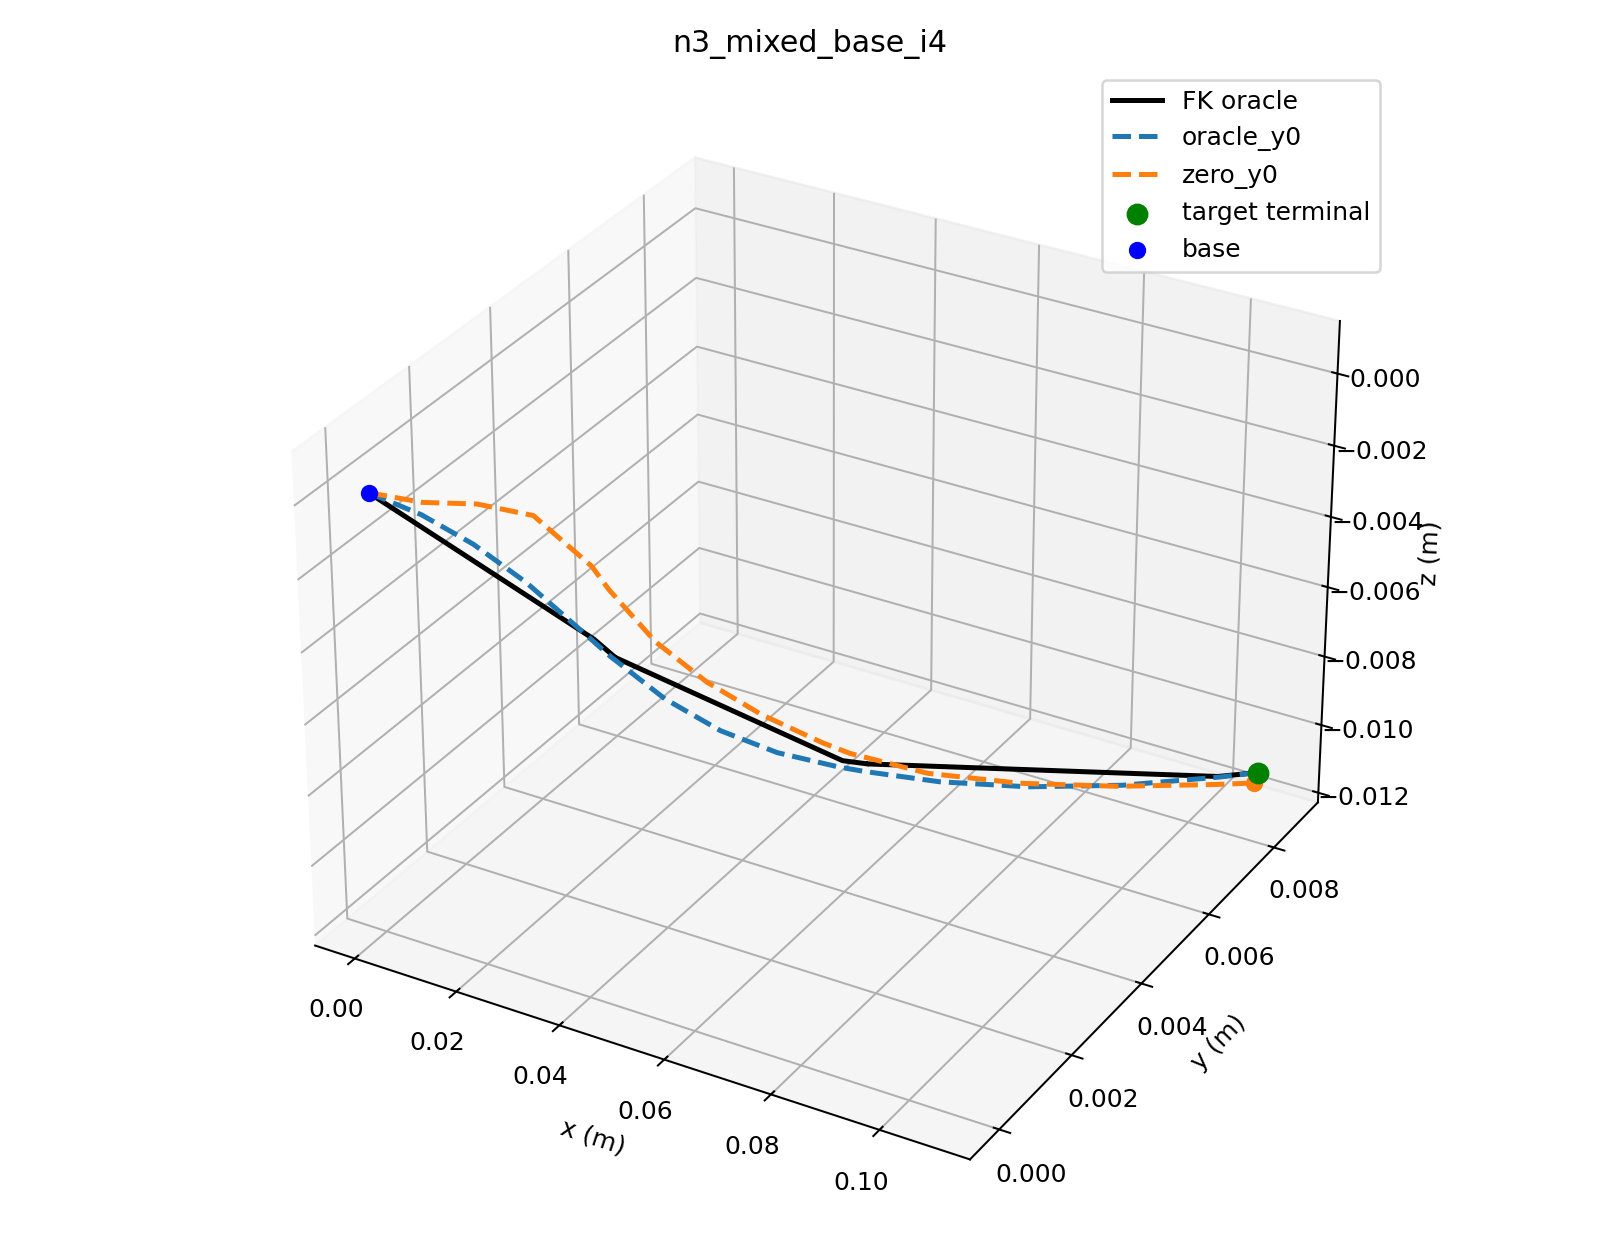 n3_mixed_base_i4
FK oracle
oracle_y0
zero_y0
target terminal
base
0.000
−0.002
−0.004
−0.006
−0.008
−0.010
−0.012
z (m)
0.008
0.006
0.004
0.002
0.000
y (m)
0.00
0.02
0.04
0.06
0.08
0.10
x (m)